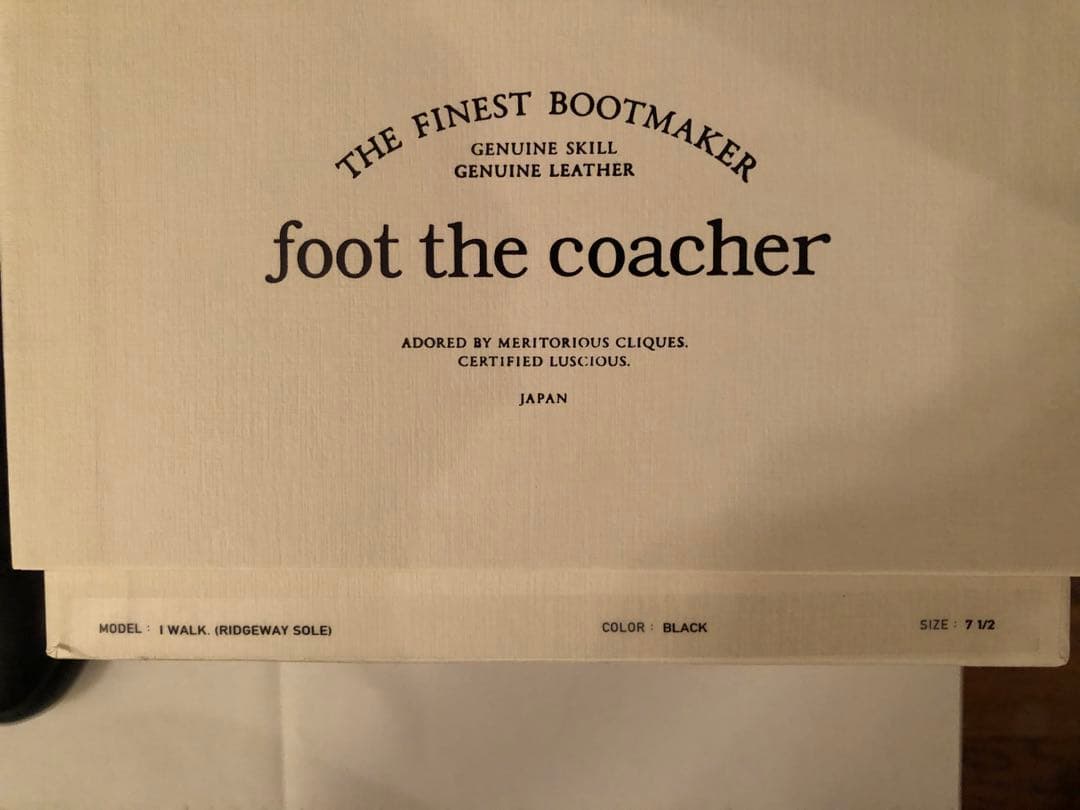 THE FINEST BOOTMAKER
GENUINE SKILL
GENUINE LEATHER
foot the coacher
ADORED BY MERITORIOUS CLIQUES.
CERTIFIED LUSCIOUS.
JAPAN
MODEL : I WALK. (RIDGEWAY SOLE) COLOR : BLACK SIZE : 7 1/2